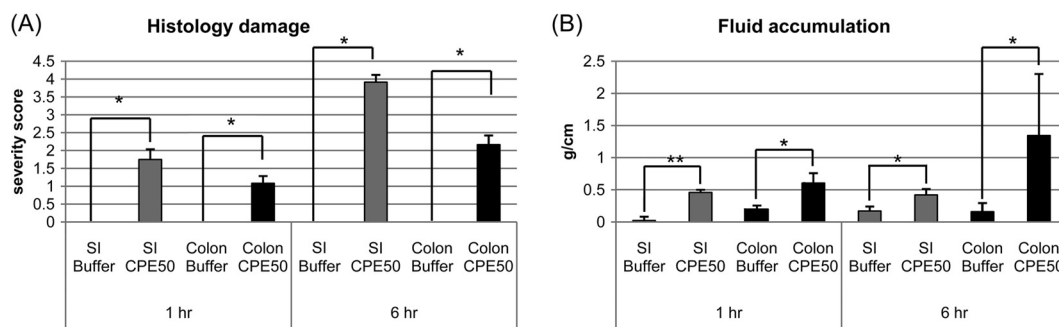 (A)
Histology damage
severity score
4.5
4
3.5
3
2.5
2
1.5
1
0.5
0
*
*
*
*
SI SI Colon Colon SI SI Colon Colon
Buffer CPE50 Buffer CPE50 Buffer CPE50 Buffer CPE50
1 hr 6 hr
(B)
Fluid accumulation
g/cm
2.5
2
1.5
1
0.5
0
**
*
*
*
SI SI Colon Colon SI SI Colon Colon
Buffer CPE50 Buffer CPE50 Buffer CPE50 Buffer CPE50
1 hr 6 hr